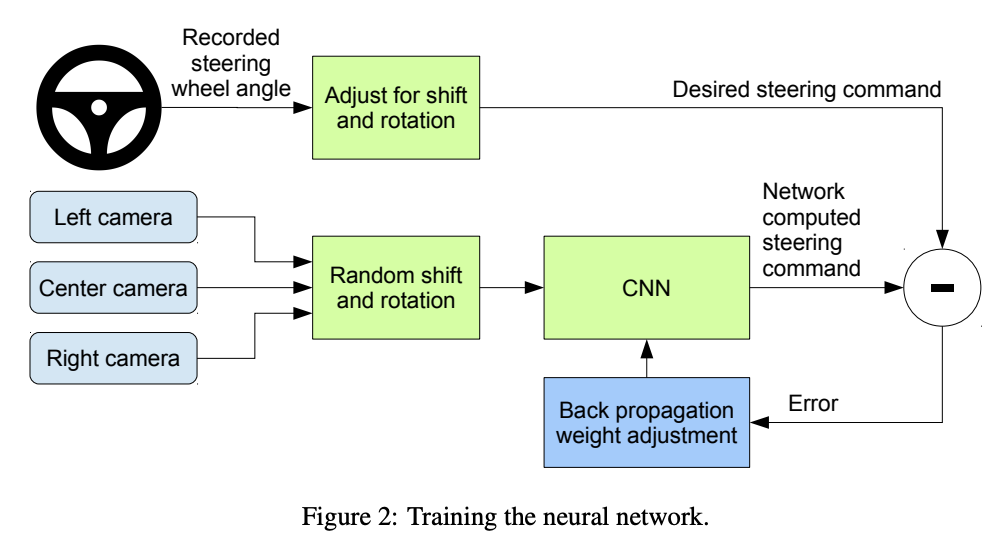 Recorded
steering
wheel angle
Adjust for shift
and rotation
Desired steering command
Left camera
Center camera
Right camera
Random shift
and rotation
CNN
Network
computed
steering
command
-
Back propagation
weight adjustment
Error
Figure 2: Training the neural network.